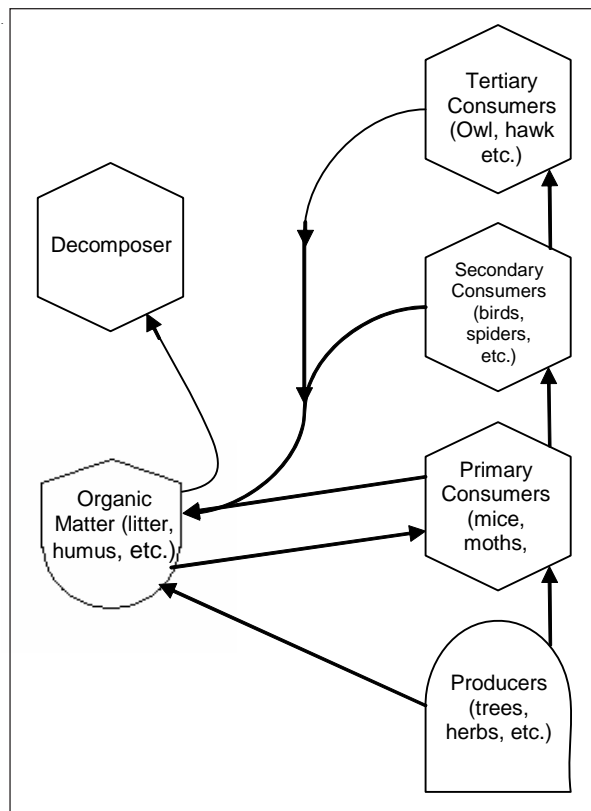 Tertiary
Consumers
(Owl, hawk
etc.)
Decomposer
Secondary
Consumers
(birds,
spiders,
etc.)
Primary
Consumers
(mice,
moths,
Organic
Matter (litter,
humus, etc.)
Producers
(trees,
herbs, etc.)